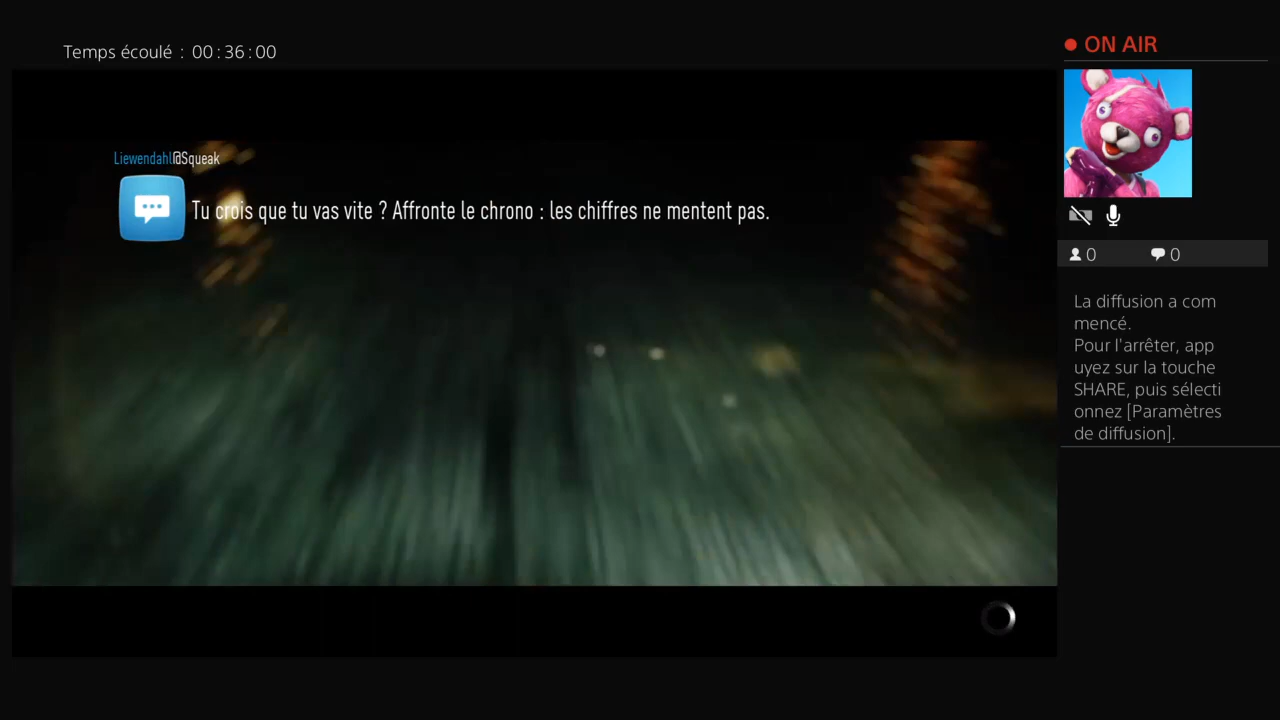 Temps écoulé : 00:36:00
ON AIR
Liewendahl@Squeak
Tu crois que tu vas vite ? Affronte le chrono : les chiffres ne mentent pas.
0 0
La diffusion a com
mencé.
Pour l'arrêter, app
uyez sur la touche
SHARE, puis sélecti
onnez [Paramètres
de diffusion].